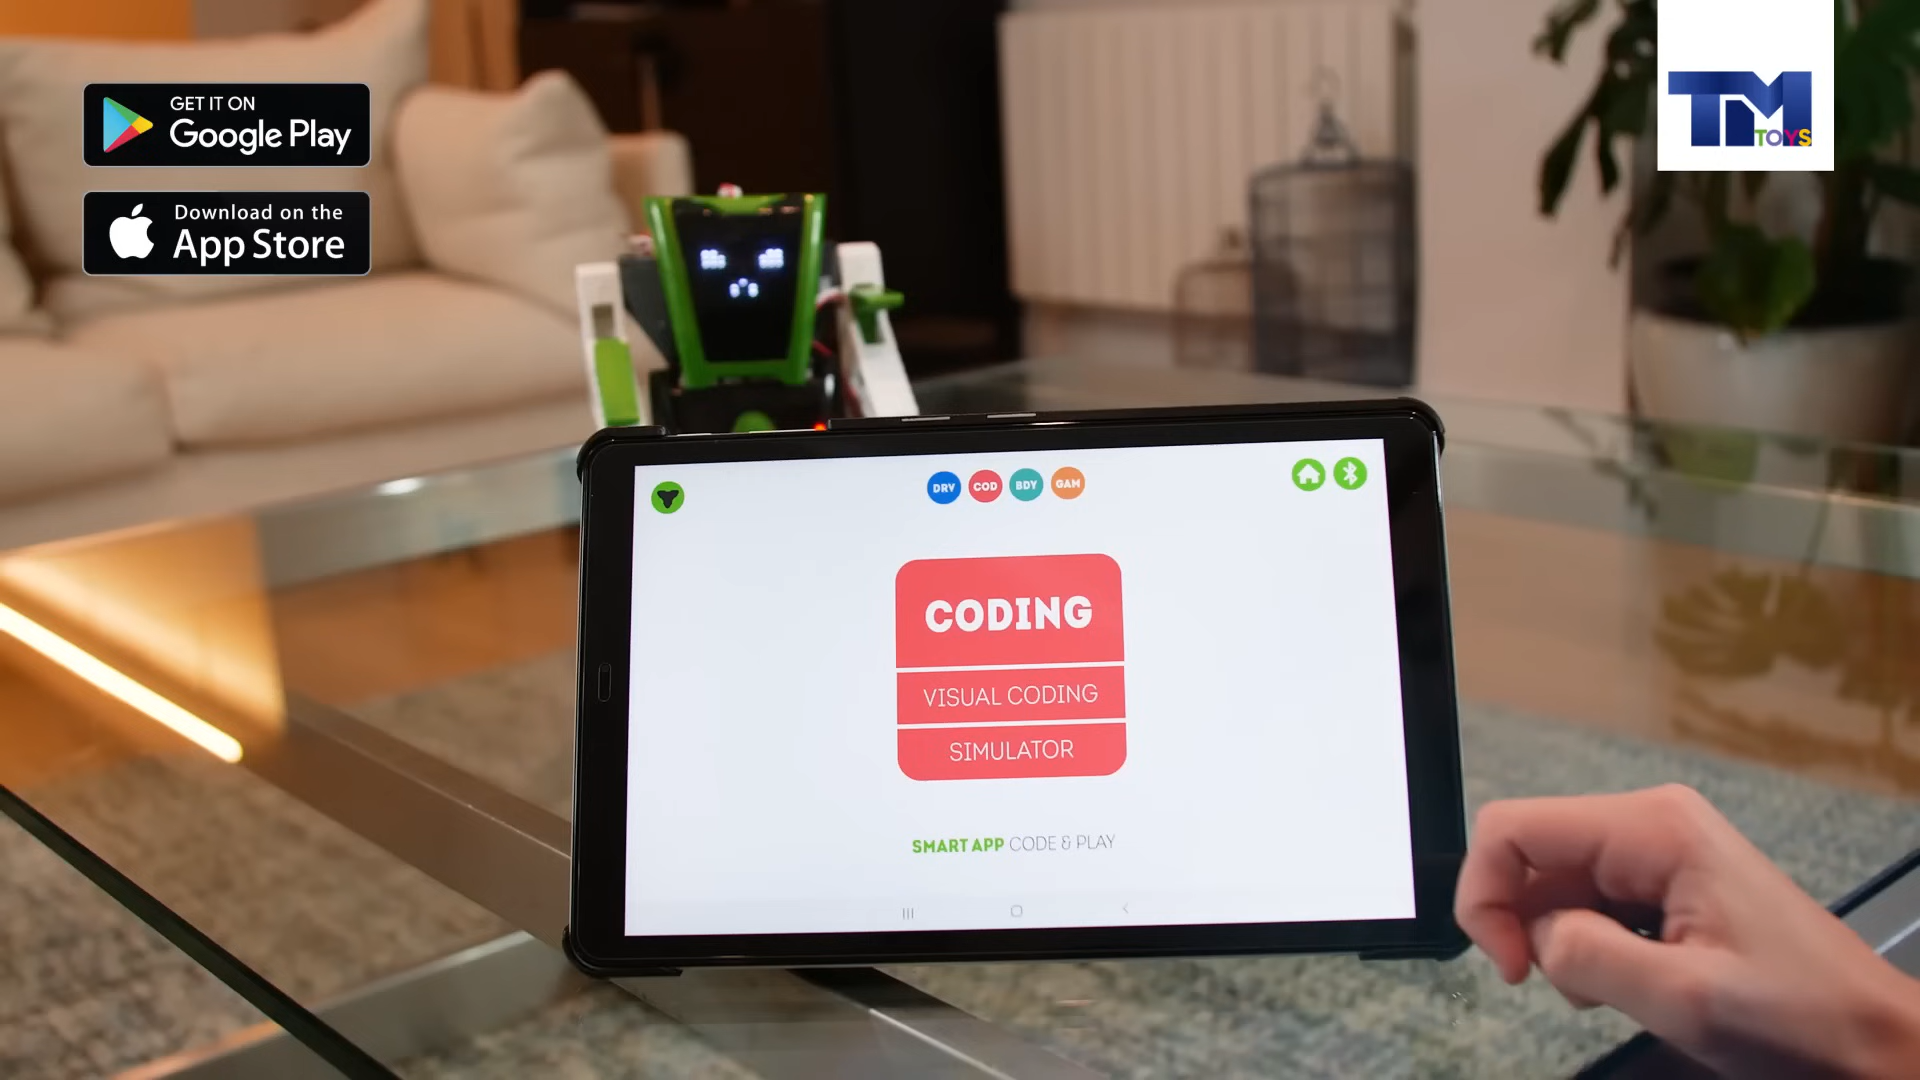 GET IT ON
Google Play
Download on the
App Store
TM
TOYS
DRV COD BDY GAM
CODING
VISUAL CODING
SIMULATOR
SMART APP CODE & PLAY